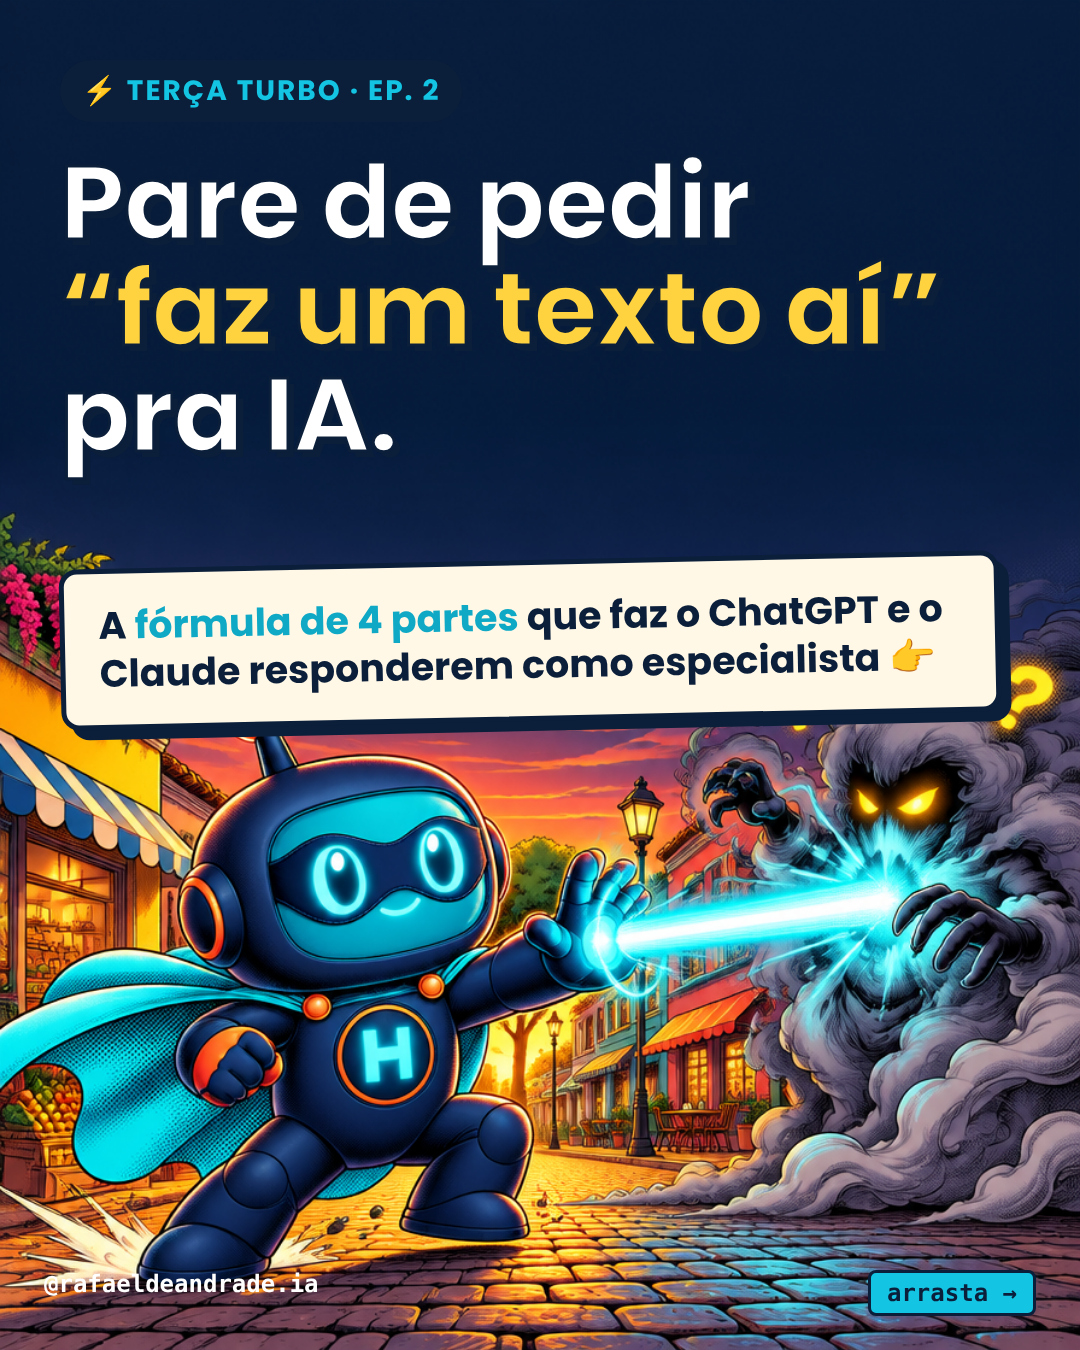 ⚡ TERÇA TURBO · EP. 2
Pare de pedir
“faz um texto aí”
pra IA.
A fórmula de 4 partes que faz o ChatGPT e o
Claude responderem como especialista 👉
?
H
@rafaeldeandrade.ia
arrasta →